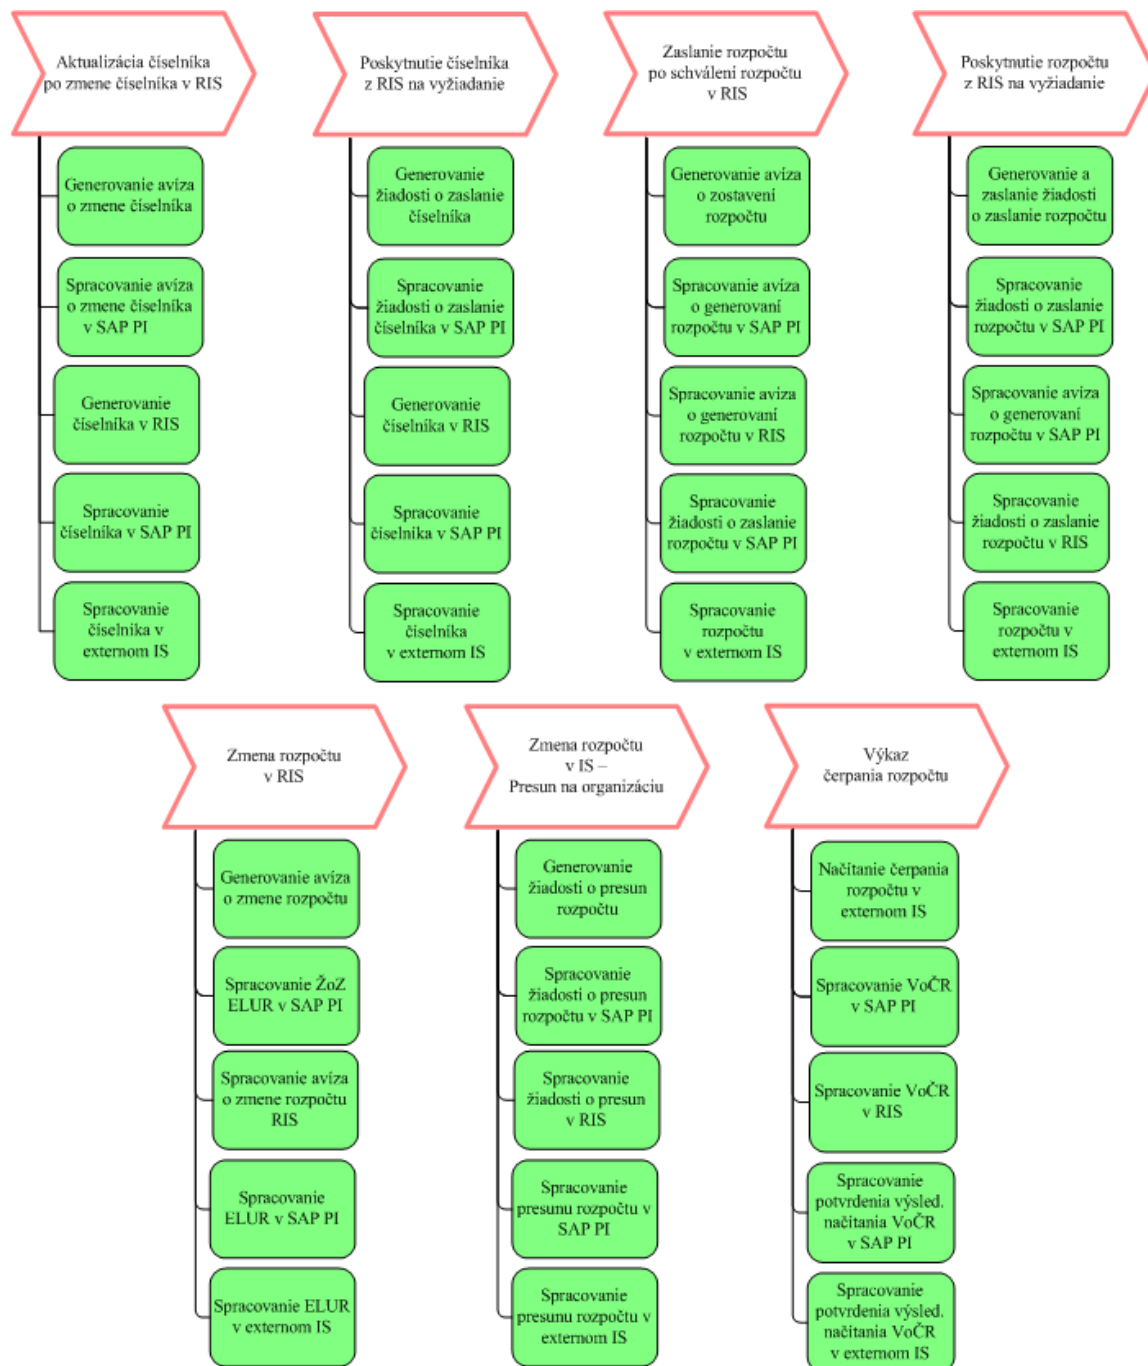 Aktualizácia číselníka
po zmene číselníka v RIS
Generovanie avíza
o zmene číselníka
Spracovanie avíza
o zmene číselníka
v SAP PI
Generovanie
číselníka v RIS
Spracovanie
číselníka v SAP PI
Spracovanie
číselníka v
externom IS
Poskytnutie číselníka
z RIS na vyžiadanie
Generovanie
žiadosti o zaslanie
číselníka
Spracovanie
žiadosti o zaslanie
číselníka v SAP PI
Generovanie
číselníka v RIS
Spracovanie
číselníka v SAP PI
Spracovanie
číselníka
v externom IS
Zaslanie rozpočtu
po schválení rozpočtu
v RIS
Generovanie avíza
o zostavení
rozpočtu
Spracovanie avíza
o generovaní
rozpočtu v SAP PI
Spracovanie avíza
o generovaní
rozpočtu v RIS
Spracovanie
žiadosti o zaslanie
rozpočtu v SAP PI
Spracovanie
rozpočtu
v externom IS
Poskytnutie rozpočtu
z RIS na vyžiadanie
Generovanie a
zaslanie žiadosti
o zaslanie rozpočtu
Spracovanie
žiadosti o zaslanie
rozpočtu v SAP PI
Spracovanie avíza
o generovaní
rozpočtu v SAP PI
Spracovanie
žiadosti o zaslanie
rozpočtu v RIS
Spracovanie
rozpočtu v
externom IS
Zmena rozpočtu
v RIS
Generovanie avíza
o zmene rozpočtu
Spracovanie ŽoZ
ELUR v SAP PI
Spracovanie avíza
o zmene rozpočtu
RIS
Spracovanie
ELUR v SAP PI
Spracovanie ELUR
v externom IS
Zmena rozpočtu
v IS –
Presun na organizáciu
Generovanie
žiadosti o presun
rozpočtu
Spracovanie
žiadosti o presun
rozpočtu v SAP PI
Spracovanie
žiadosti o presun
v RIS
Spracovanie
presunu rozpočtu v
SAP PI
Spracovanie
presunu rozpočtu v
externom IS
Výkaz
čerpania rozpočtu
Načítanie čerpania
rozpočtu v
externom IS
Spracovanie VoČR
v SAP PI
Spracovanie VoČR
v RIS
Spracovanie
potvrdenia výsled.
načítania VoČR
v SAP PI
Spracovanie
potvrdenia výsled.
načítania VoČR
v externom IS